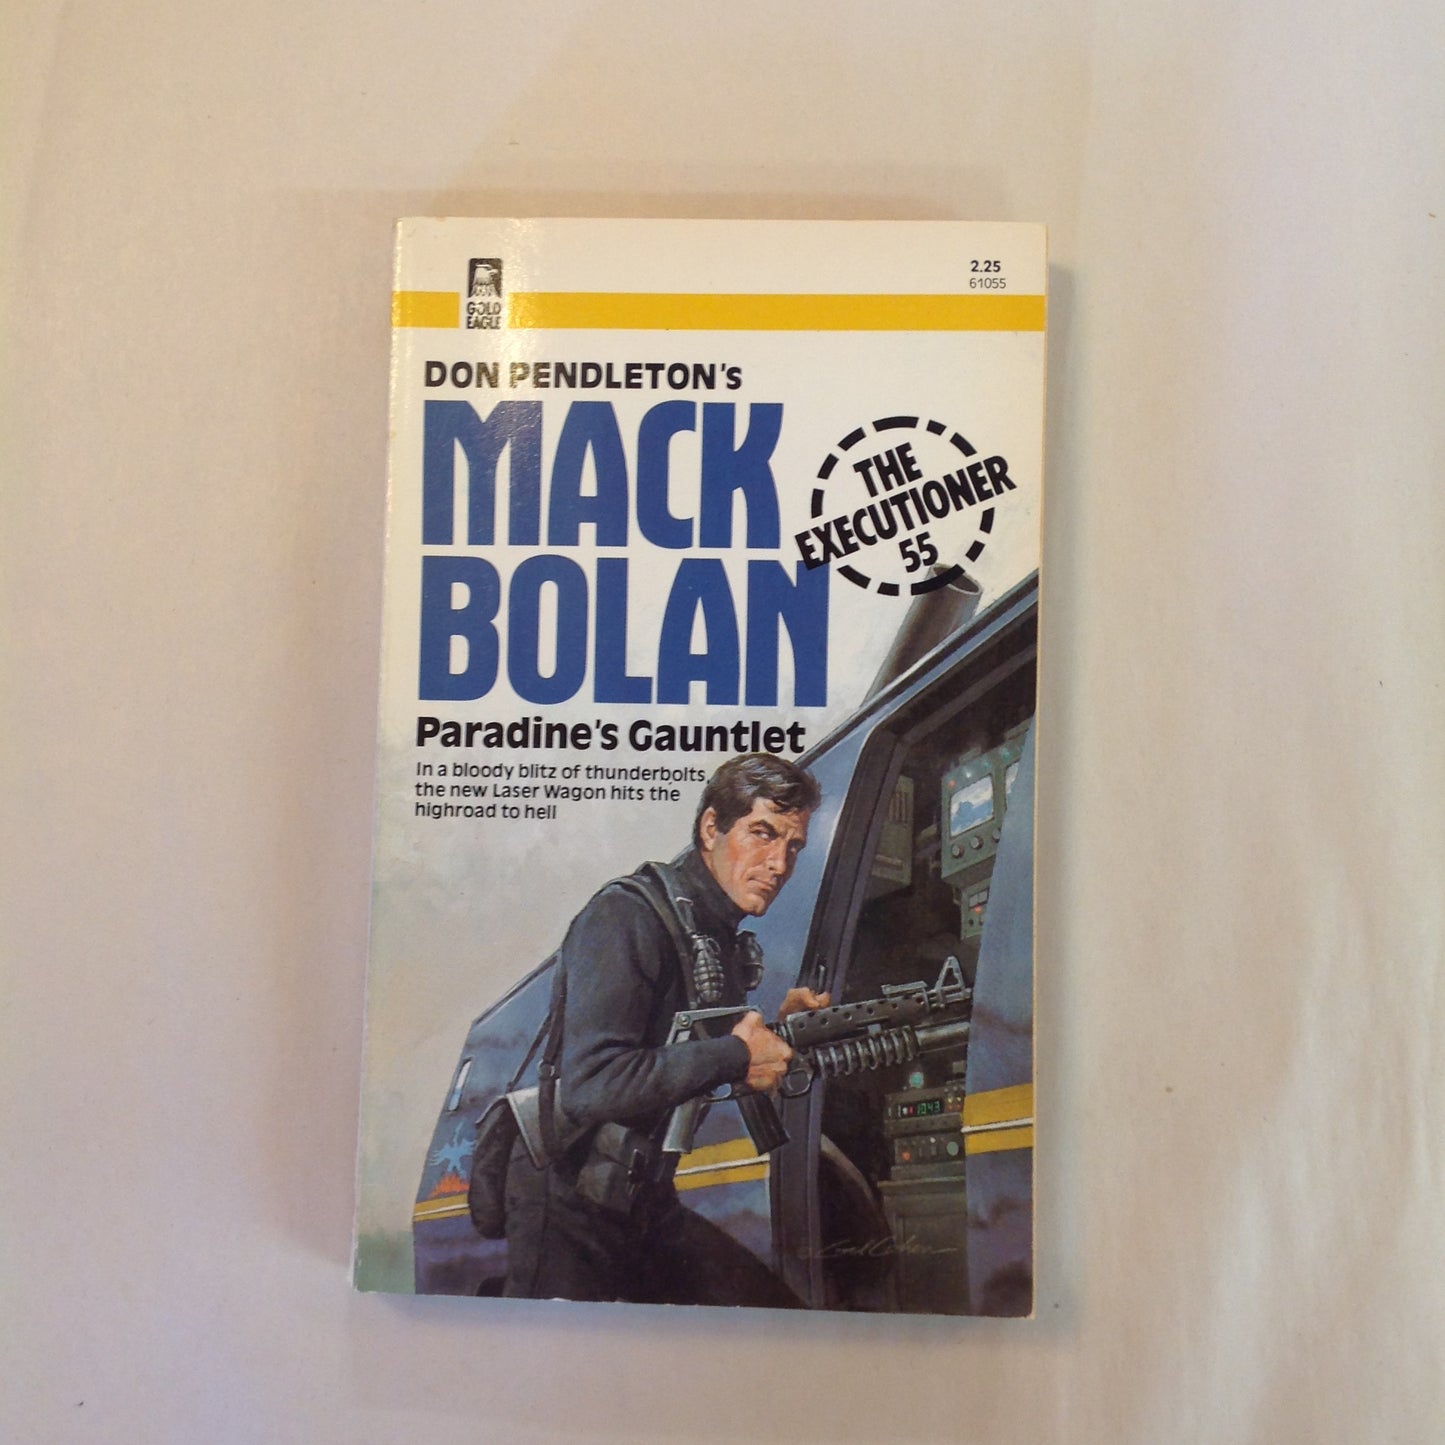 2.25
61055
GOLD
EAGLE
DON PENDLETON'S
MACK
BOLAN
THE
EXECUTIONER
55
Paradine's Gauntlet
In a bloody blitz of thunderbolts,
the new Laser Wagon hits the
highroad to hell